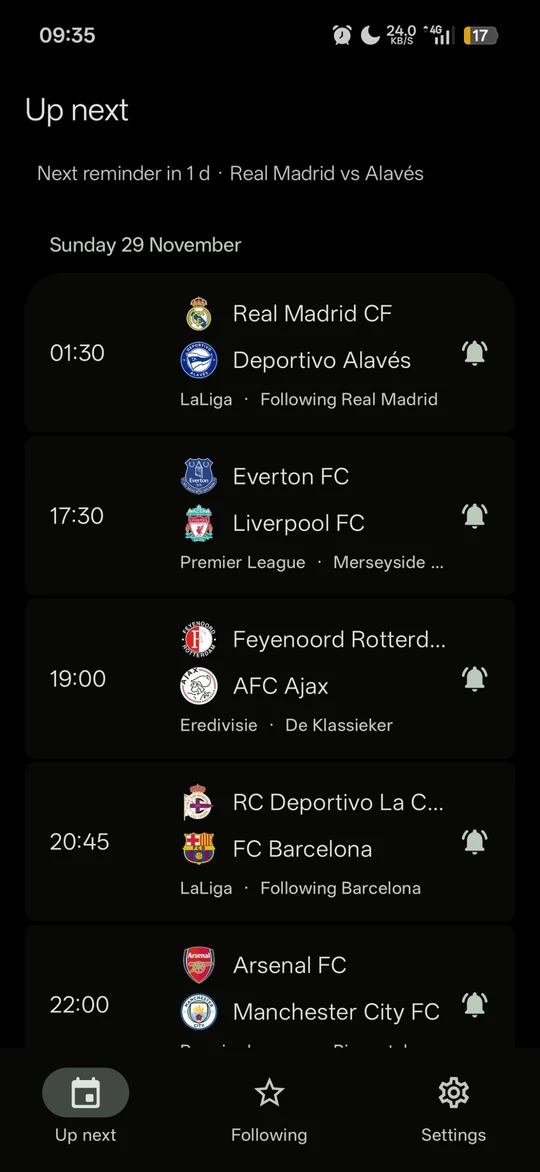 09:35
24.0
KB/S
4G
17
Up next
Next reminder in 1 d · Real Madrid vs Alavés
Sunday 29 November
01:30
Real Madrid CF
Deportivo Alavés
LaLiga · Following Real Madrid
17:30
Everton FC
Liverpool FC
Premier League · Merseyside ...
19:00
Feyenoord Rotterd...
AFC Ajax
Eredivisie · De Klassieker
20:45
RC Deportivo La C...
FC Barcelona
LaLiga · Following Barcelona
22:00
Arsenal FC
Manchester City FC
Up next
Following
Settings